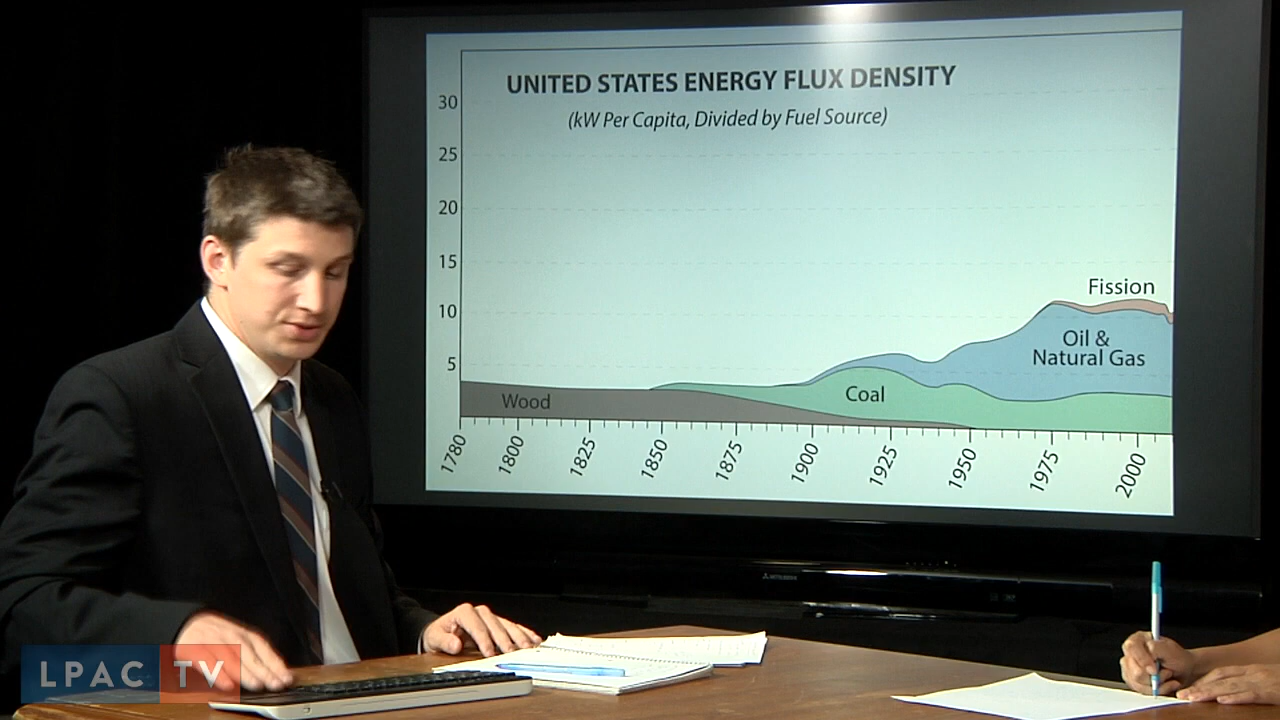 UNITED STATES ENERGY FLUX DENSITY
(kW Per Capita, Divided by Fuel Source)
30
25
20
15
10
5
Fission
Oil &
Natural Gas
Coal
Wood
1780
1800
1825
1850
1875
1900
1925
1950
1975
2000
MITSUBISHI
LPAC TV